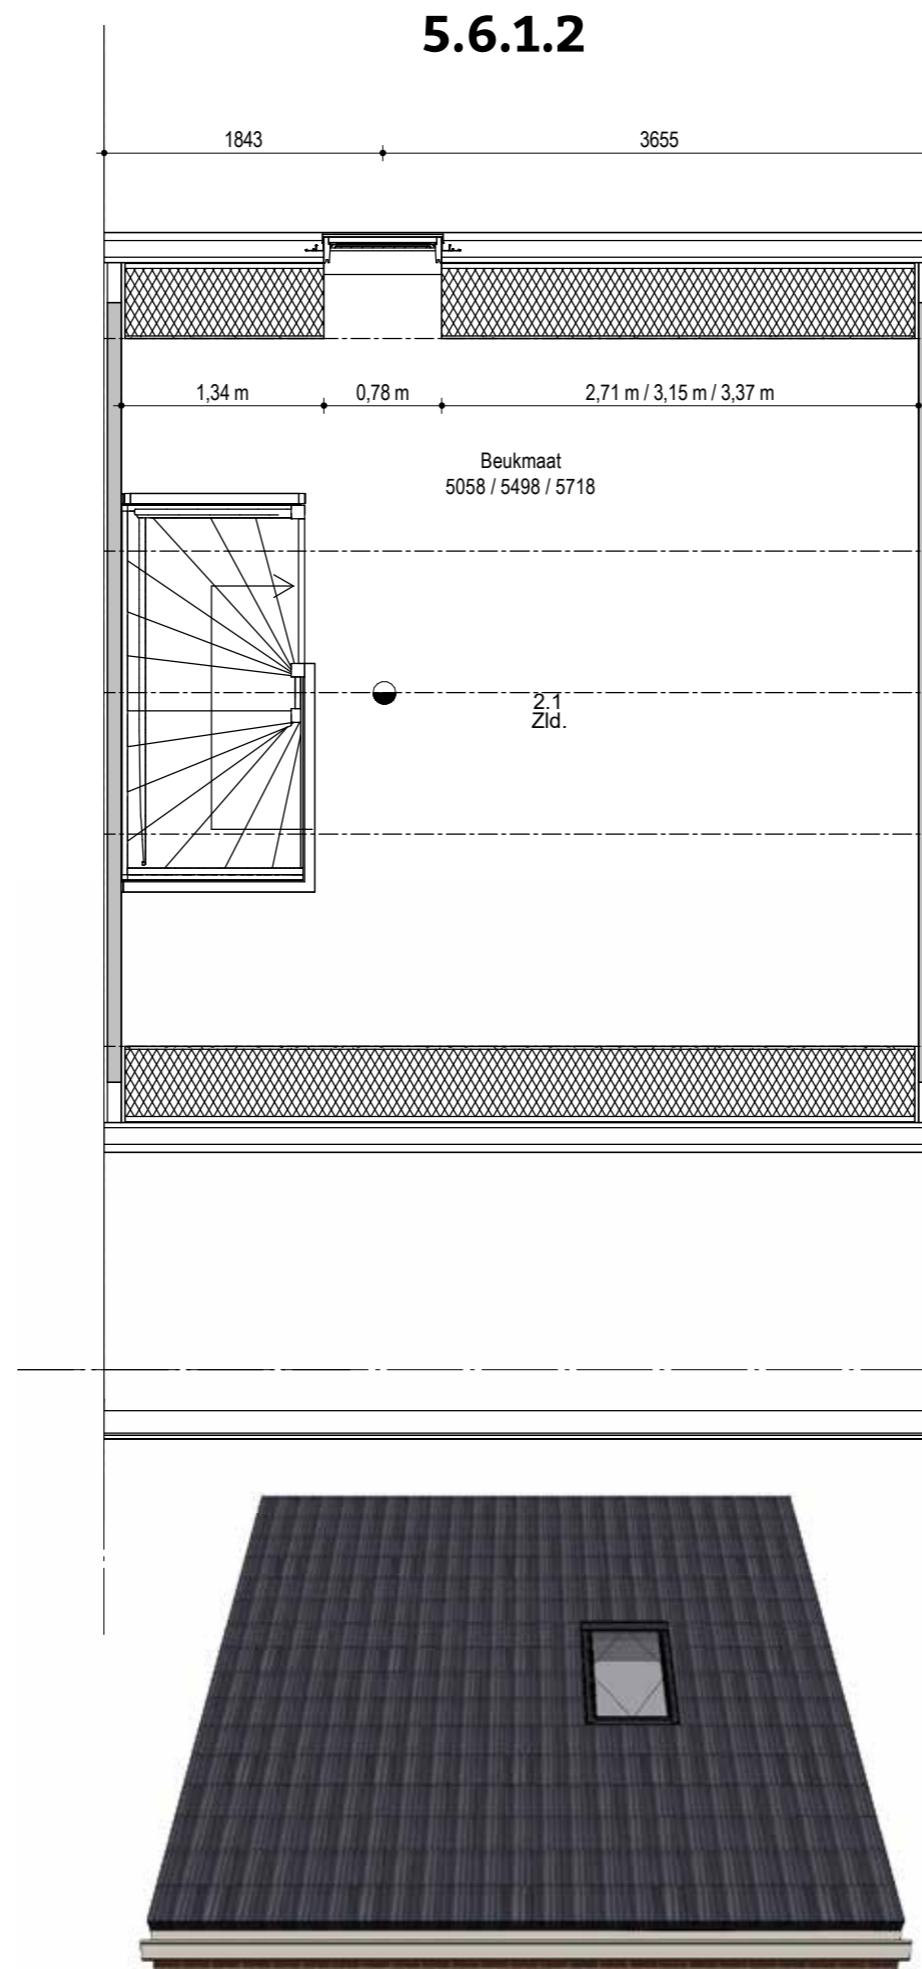 5.6.1.2
1843
3655
1,34 m
0,78 m
2,71 m / 3,15 m / 3,37 m
Beukmaat
5058 / 5498 / 5718
2.1
Zld.